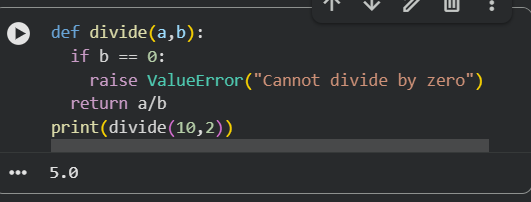 def divide(a,b):
  if b == 0:
    raise ValueError("Cannot divide by zero")
  return a/b
print(divide(10,2))
5.0